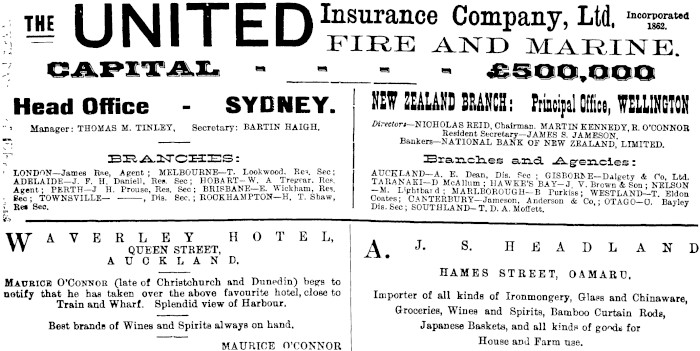 THE UNITED Insurance Company, Ltd. Incorporated 1862.
FIRE AND MARINE.
CAPITAL - - - - £500,000
Head Office - SYDNEY.
Manager: THOMAS M. TINLEY, Secretary: BARTIN HAIGH,
BRANCHES:
LONDON—James Rae, Agent; MELBOURNE—T. Lockwood, Res. Sec;
ADELAIDE—J. F. H. Daniell, Res. Sec; HOBART—W, A Tregear. Res.
Agent; PERTH—J H. Prouse, Res, Sec; BRISBANE—E. Wickham, Res,
Sec; TOWNSVILLE— ——, Dis. Sec; ROCKHAMPTON—H, T. Shaw,
Res Sec.
NEW ZEALAND BRANCH: Principal Office, WELLINGTON
Directors—NICHOLAS REID, Chairman. MARTIN KENNEDY, R. O'CONNOR
Resident Secretary—JAMES S. JAMESON,
Bankers—NATIONAL BANK OF NEW ZEALAND, LIMITED.
Branches and Agencies:
AUCKLAND—A. E. Dean, Dis. Sec; GISBORNE—Dalgety & Co, Ltd.
TARANAKI—D McAllum; HAWKE'S BAY—J. V. Brown & Son; NELSON
—M. Lightband; MARLBOROUGH—B Purkiss; WESTLAND—T. Eldon
Coates; CANTERBURY—Jameson, Anderson & Co,; OTAGO—C. Bayley
Dis. Sec; SOUTHLAND—T. D. A. Moffett.
WAVERLEY HOTEL,
QUEEN STREET,
AUCKLAND.
MAURICE O'CONNOR (late of Christchurch and Dunedin) begs to
notify that he has taken over the above favourite hotel, close to
Train and Wharf. Splendid view of Harbour.
Best brands of Wines and Spirits always on hand.
MAURICE O'CONNOR
A. J. S. HEADLAND
HAMES STREET, OAMARU.
Importer of all kinds of Ironmongery, Glass and Chinaware,
Groceries, Wines and Spirits, Bamboo Curtain Rods,
Japanese Baskets, and all kinds of goods for
House and Farm use.